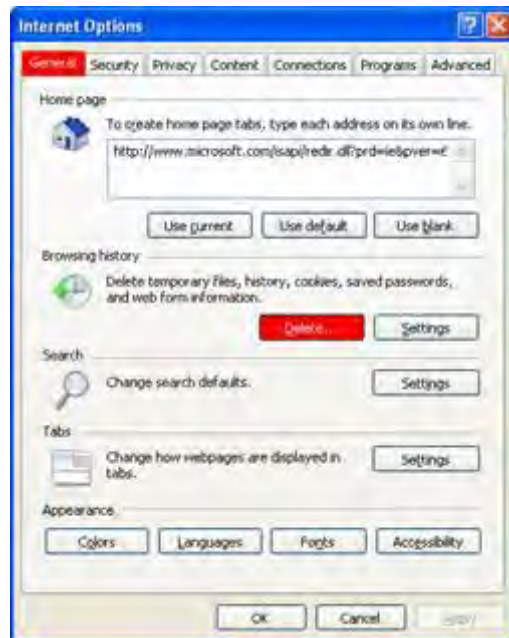 Internet Options
General Security Privacy Content Connections Programs Advanced
Home page
To create home page tabs, type each address on its own line.
http://www.microsoft.com/isapi/redir.dll?prd=ie&pver=6
Use current Use default Use blank
Browsing history
Delete temporary files, history, cookies, saved passwords,
and web form information.
Delete... Settings
Search
Change search defaults.
Settings
Tabs
Change how webpages are displayed in
tabs.
Settings
Appearance
Colors Languages Fonts Accessibility
OK Cancel Apply